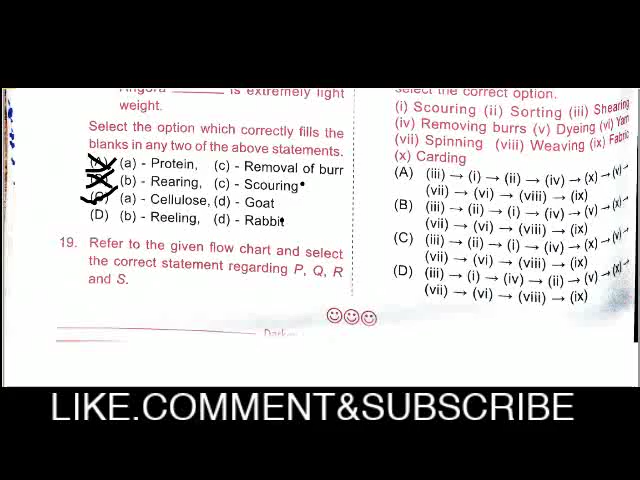 Angora ________ is extremely light
weight.
Select the option which correctly fills the
blanks in any two of the above statements.
(a) - Protein, (c) - Removal of burr
(b) - Rearing, (c) - Scouring
(C) (a) - Cellulose, (d) - Goat
(D) (b) - Reeling, (d) - Rabbit
19. Refer to the given flow chart and select
the correct statement regarding P, Q, R
and S.
select the correct option.
(i) Scouring (ii) Sorting (iii) Shearing
(iv) Removing burrs (v) Dyeing (vi) Yarn
(vii) Spinning (viii) Weaving (ix) Fabric
(x) Carding
(A) (iii) → (i) → (ii) → (iv) → (x) → (v) →
(vii) → (vi) → (viii) → (ix)
(B) (iii) → (ii) → (i) → (iv) → (v) → (x) →
(vii) → (vi) → (viii) → (ix)
(C) (iii) → (ii) → (i) → (iv) → (x) → (v) →
(vii) → (vi) → (viii) → (ix)
(D) (iii) → (i) → (iv) → (ii) → (v) → (x) →
(vii) → (vi) → (viii) → (ix)
LIKE.COMMENT&SUBSCRIBE